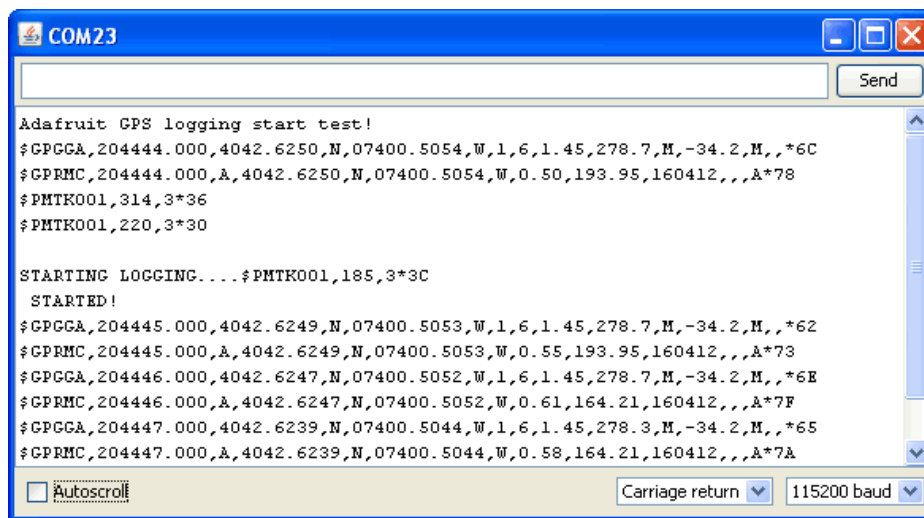 COM23
Send
Adafruit GPS logging start test!
$GPGGA,204444.000,4042.6250,N,07400.5054,W,1,6,1.45,278.7,M,-34.2,M,,*6C
$GPRMC,204444.000,A,4042.6250,N,07400.5054,W,0.50,193.95,160412,,,A*78
$PMTK001,314,3*36
$PMTK001,220,3*30
STARTING LOGGING....$PMTK001,185,3*3C
STARTED!
$GPGGA,204445.000,4042.6249,N,07400.5053,W,1,6,1.45,278.7,M,-34.2,M,,*62
$GPRMC,204445.000,A,4042.6249,N,07400.5053,W,0.55,193.95,160412,,,A*73
$GPGGA,204446.000,4042.6247,N,07400.5052,W,1,6,1.45,278.7,M,-34.2,M,,*6E
$GPRMC,204446.000,A,4042.6247,N,07400.5052,W,0.61,164.21,160412,,,A*7F
$GPGGA,204447.000,4042.6239,N,07400.5044,W,1,6,1.45,278.3,M,-34.2,M,,*65
$GPRMC,204447.000,A,4042.6239,N,07400.5044,W,0.58,164.21,160412,,,A*7A
Autoscroll
Carriage return
115200 baud